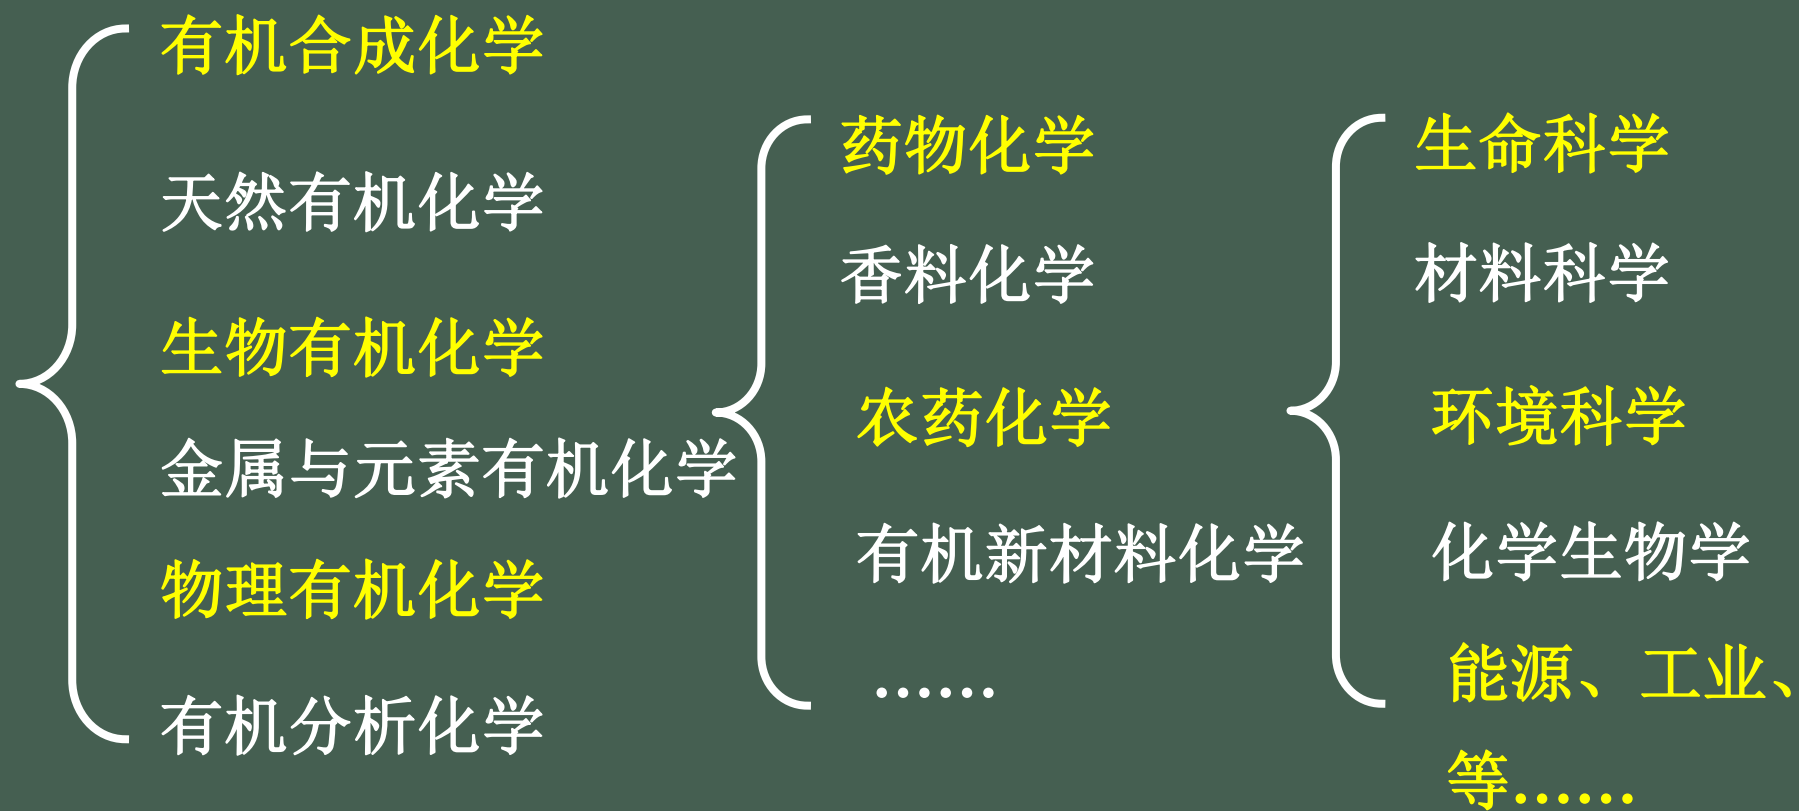 有机合成化学
天然有机化学
生物有机化学
金属与元素有机化学
物理有机化学
有机分析化学
药物化学
香料化学
农药化学
有机新材料化学
……
生命科学
材料科学
环境科学
化学生物学
能源、工业、
等……